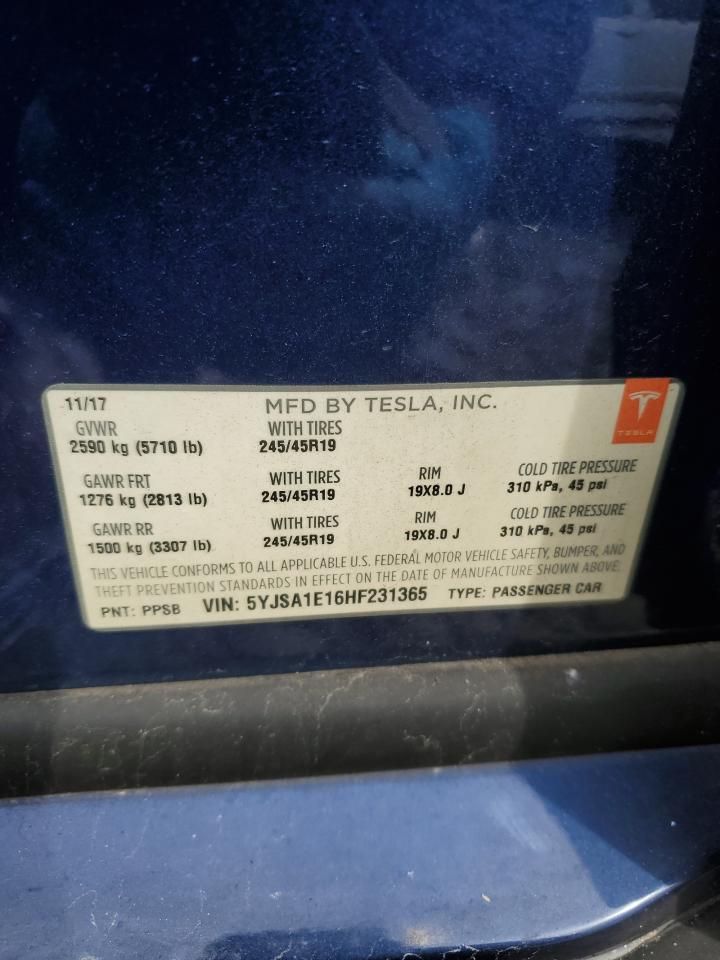 11/17 MFD BY TESLA, INC.
TESLA
GVWR WITH TIRES
2590 kg (5710 lb) 245/45R19
GAWR FRT WITH TIRES RIM COLD TIRE PRESSURE
1276 kg (2813 lb) 245/45R19 19X8.0 J 310 kPa, 45 psi
GAWR RR WITH TIRES RIM COLD TIRE PRESSURE
1500 kg (3307 lb) 245/45R19 19X8.0 J 310 kPa, 45 psi
THIS VEHICLE CONFORMS TO ALL APPLICABLE U.S. FEDERAL MOTOR VEHICLE SAFETY, BUMPER, AND
THEFT PREVENTION STANDARDS IN EFFECT ON THE DATE OF MANUFACTURE SHOWN ABOVE.
PNT: PPSB VIN: 5YJSA1E16HF231365 TYPE: PASSENGER CAR